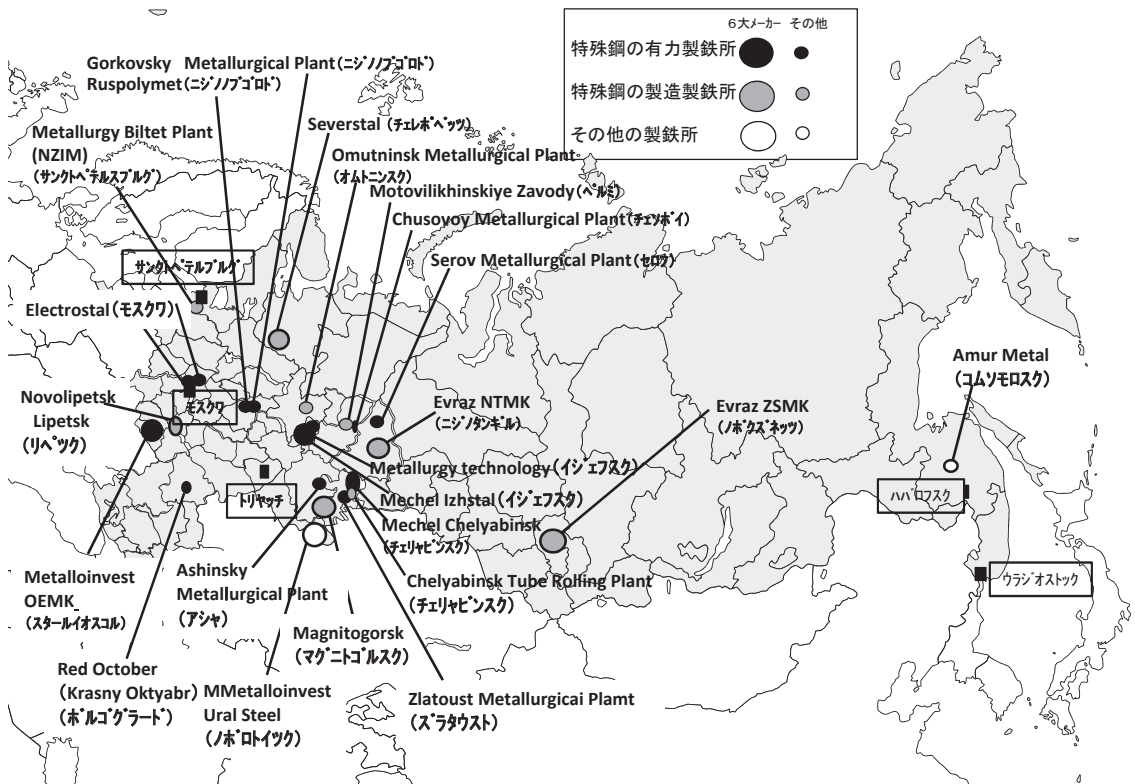 6大メーカー その他
特殊鋼の有力製鉄所
特殊鋼の製造製鉄所
その他の製鉄所
Gorkovsky Metallurgical Plant(ニジノノブゴロド)
Ruspolymet(ニジノノブゴロド)
Severstal (チェレポベッツ)
Metallurgy Biltet Plant
(NZIM)
(サンクトペテルスブルグ)
Omutninsk Metallurgical Plant
(オムトニンスク)
Motovilikhinskiye Zavody(ペルミ)
Chusovoy Metallurgical Plant(チェソボイ)
Serov Metallurgical Plant(セロフ)
サンクトペテルブルグ
Electrostal(モスクワ)
Novolipetsk
Lipetsk
(リペツク)
モスクワ
Evraz NTMK
(ニジノタンギル)
Evraz ZSMK
(ノボクズネッツ)
Amur Metal
(コムソモロスク)
Metallurgy technology(イジェフスク)
トリヤッチ
Mechel Izhstal(イジェフスク)
Mechel Chelyabinsk
(チェリャビンスク)
ハバロフスク
ウラジオストック
Metalloinvest
OEMK
(スタールイオスコル)
Ashinsky
Metallurgical Plant
(アシャ)
Chelyabinsk Tube Rolling Plant
(チェリャビンスク)
Magnitogorsk
(マグニトゴルスク)
Red October
(Krasny Oktyabr)
(ボルゴグラード)
MMetalloinvest
Ural Steel
(ノボロトイツク)
Zlatoust Metallurgicai Plamt
(ズラタウスト)